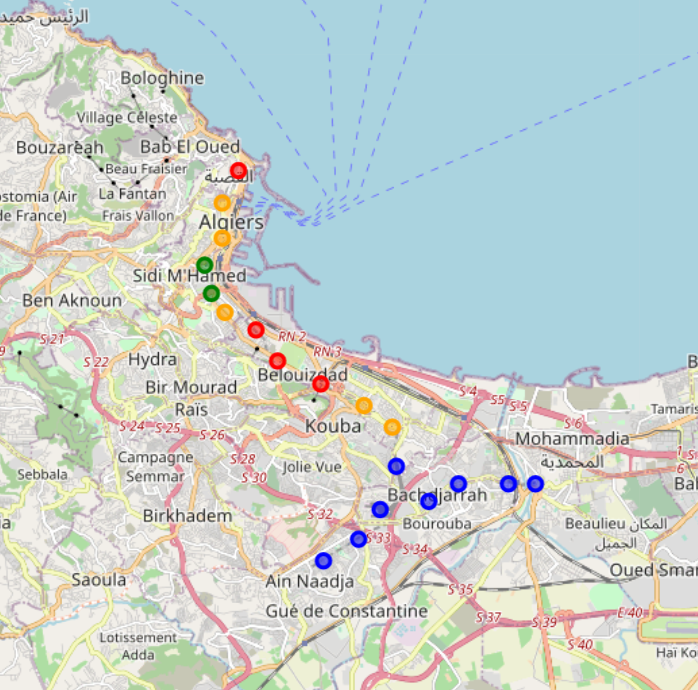 الرئيس حميد
Bologhine
Village Céleste
Bouzaréah
Bab El Oued
Beau Fraisier
القصبة
ostomia (Air
de France)
La Fantan
Frais Vallon
Algiers
Sidi M'Hamed
Ben Aknoun
S 21
RN 2
RN 3
S 22
Hydra
Belouizdad
Bir Mourad
Raïs
S 4
S5
S 5
S 6
Tamaris
S 24
S 25
S 26
Kouba
Mohammadia
المحمدية
Campagne
Semmar
S 28
S 30
Jolie Vue
Sebbala
Bachdjarrah
Bal
Birkhadem
S 32
Bourouba
Beaulieu المكان
الجميل
S 33
S 34
Saoula
Ain Naadja
S 35
Oued Smar
Gué de Constantine
S 37
S 39
E 40
S 40
Lotissement
Adda
Haï Ko